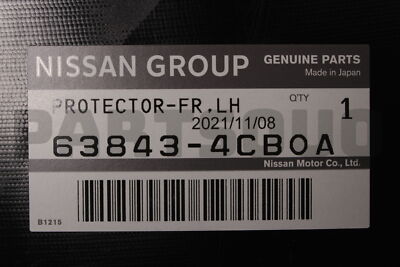 NISSAN GROUP
GENUINE PARTS
Made in Japan
PROTECTOR-FR,LH
Q'TY
1
2021/11/08
63843-4CB0A
Nissan Motor Co., Ltd.
B1215